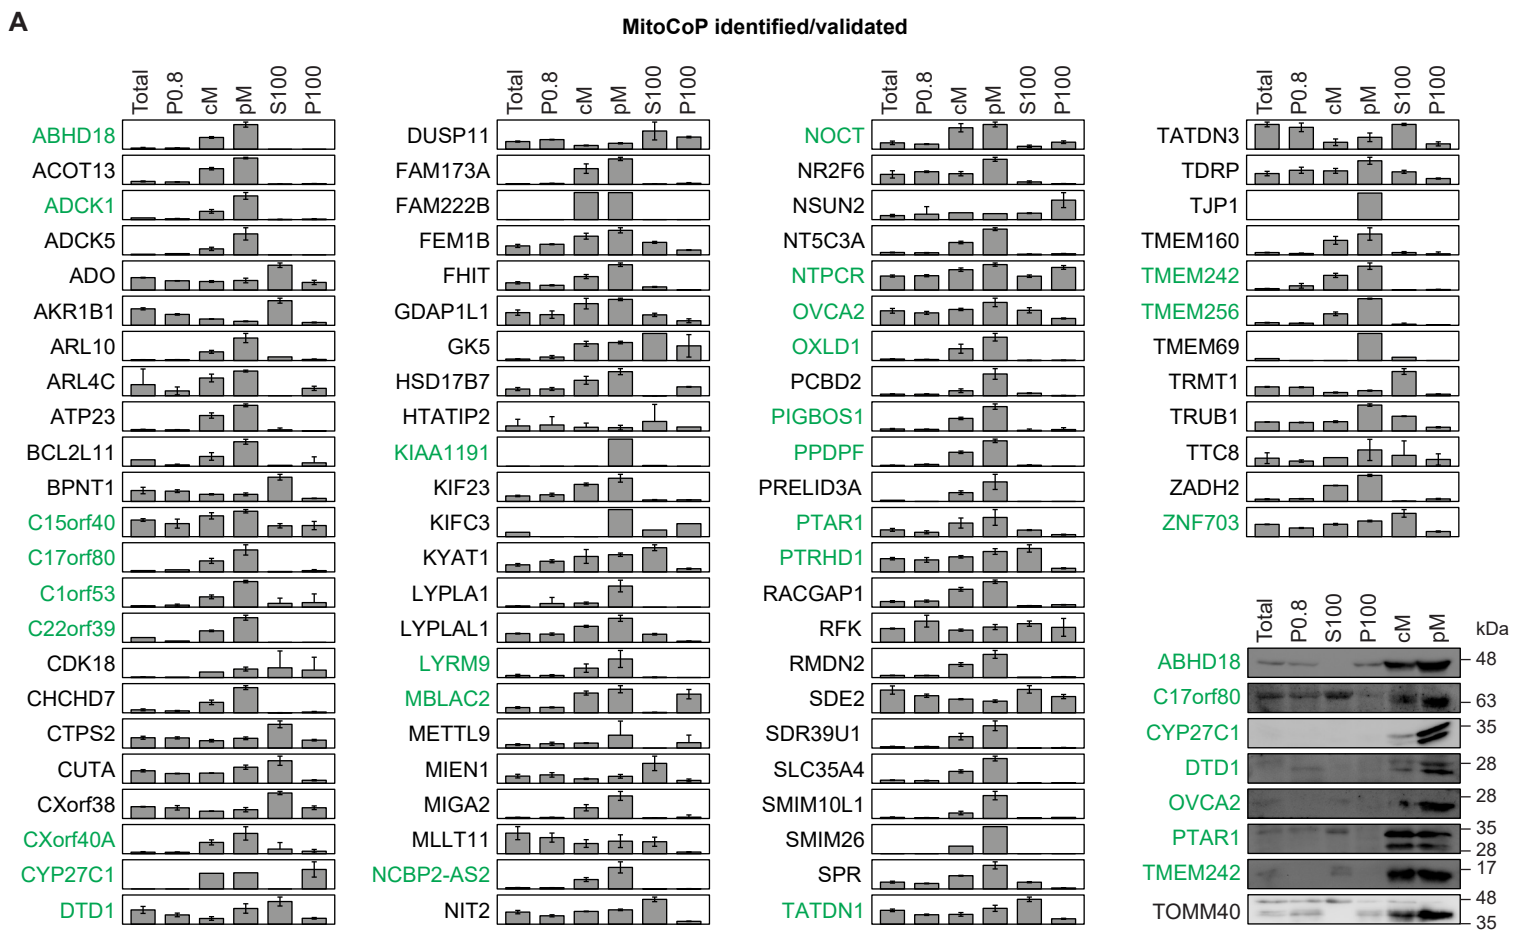 A
MitoCoP identified/validated
Total P0.8 cM pM S100 P100
ABHD18
ACOT13
ADCK1
ADCK5
ADO
AKR1B1
ARL10
ARL4C
ATP23
BCL2L11
BPNT1
C15orf40
C17orf80
C1orf53
C22orf39
CDK18
CHCHD7
CTPS2
CUTA
CXorf38
CXorf40A
CYP27C1
DTD1
Total P0.8 cM pM S100 P100
DUSP11
FAM173A
FAM222B
FEM1B
FHIT
GDAP1L1
GK5
HSD17B7
HTATIP2
KIAA1191
KIF23
KIFC3
KYAT1
LYPLA1
LYPLAL1
LYRM9
MBLAC2
METTL9
MIEN1
MIGA2
MLLT11
NCBP2-AS2
NIT2
Total P0.8 cM pM S100 P100
NOCT
NR2F6
NSUN2
NT5C3A
NTPCR
OVCA2
OXLD1
PCBD2
PIGBOS1
PPDPF
PRELID3A
PTAR1
PTRHD1
RACGAP1
RFK
RMDN2
SDE2
SDR39U1
SLC35A4
SMIM10L1
SMIM26
SPR
TATDN1
Total P0.8 cM pM S100 P100
TATDN3
TDRP
TJP1
TMEM160
TMEM242
TMEM256
TMEM69
TRMT1
TRUB1
TTC8
ZADH2
ZNF703
Total P0.8 S100 P100 cM pM kDa
ABHD18 48
C17orf80 63
CYP27C1 35
DTD1 28
OVCA2 28
PTAR1 35
28
TMEM242 17
TOMM40 48
35